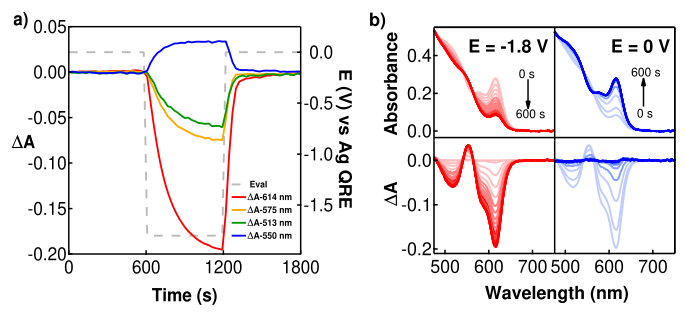 a)
0.05
0.00
-0.05
-0.10
-0.15
-0.20
ΔA
0.0
-0.5
-1.0
-1.5
E (V) vs Ag QRE
Eval
ΔA-614 nm
ΔA-575 nm
ΔA-513 nm
ΔA-550 nm
0
600
1200
1800
Time (s)
b)
Absorbance
0.4
0.2
0.0
E = -1.8 V
0 s
600 s
E = 0 V
600 s
0 s
ΔA
0.0
-0.1
-0.2
500 600 700
500 600 700
Wavelength (nm)